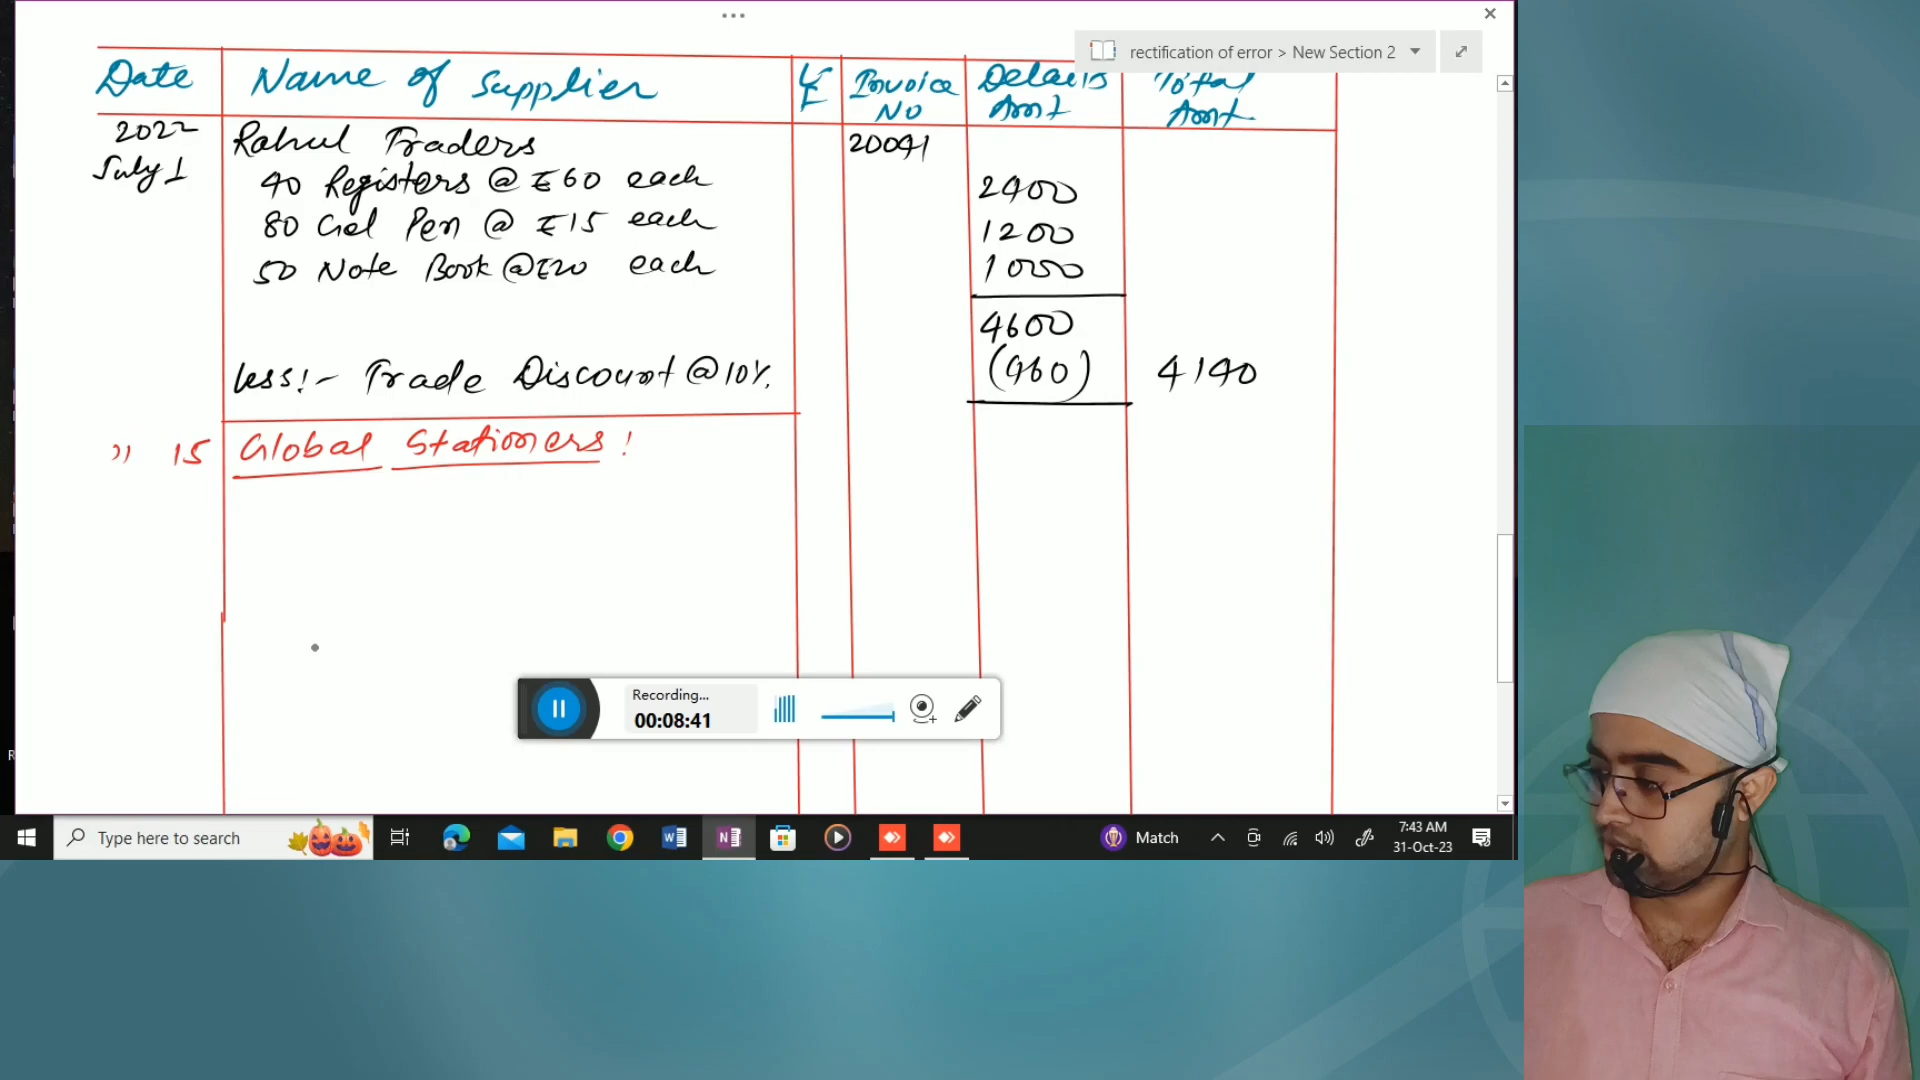 rectification of error > New Section 2
Date Name of Supplier L.F Invoice No Details Amt Total Amt
2022 Rahul Traders 20041
July 1 40 Registers @ ₹60 each 2400
80 Gel Pen @ ₹15 each 1200
50 Note Book @ ₹20 each 1000
4600
Less:- Trade Discount @ 10% (460) 4140
" 15 Global Stationers :
Recording...
00:08:41
Type here to search
Match
7:43 AM
31-Oct-23